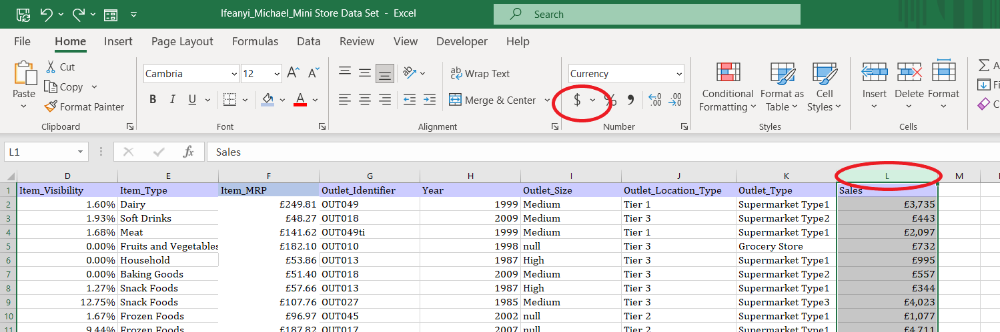 Ifeanyi_Michael_Mini Store Data Set - Excel
Search
File Home Insert Page Layout Formulas Data Review View Developer Help
Paste
Cut
Copy
Format Painter
Clipboard
Cambria 12
B I U
Font
Wrap Text
Merge & Center
Alignment
Currency
$ % , .00 .00
Number
Conditional Formatting
Format as Table
Cell Styles
Styles
Insert Delete Format
Cells
L1 fx Sales
D E F G H I J K L M
1 Item_Visibility Item_Type Item_MRP Outlet_Identifier Year Outlet_Size Outlet_Location_Type Outlet_Type Sales
2 1.60% Dairy £249.81 OUT049 1999 Medium Tier 1 Supermarket Type1 £3,735
3 1.93% Soft Drinks £48.27 OUT018 2009 Medium Tier 3 Supermarket Type2 £443
4 1.68% Meat £141.62 OUT049ti 1999 Medium Tier 1 Supermarket Type1 £2,097
5 0.00% Fruits and Vegetables £182.10 OUT010 1998 null Tier 3 Grocery Store £732
6 0.00% Household £53.86 OUT013 1987 High Tier 3 Supermarket Type1 £995
7 0.00% Baking Goods £51.40 OUT018 2009 Medium Tier 3 Supermarket Type2 £557
8 1.27% Snack Foods £57.66 OUT013 1987 High Tier 3 Supermarket Type1 £344
9 12.75% Snack Foods £107.76 OUT027 1985 Medium Tier 3 Supermarket Type3 £4,023
10 1.67% Frozen Foods £96.97 OUT045 2002 null Tier 2 Supermarket Type1 £1,077
11 9.44% Frozen Foods £187.82 OUT017 2007 null Tier 2 Supermarket Type1 £4,711